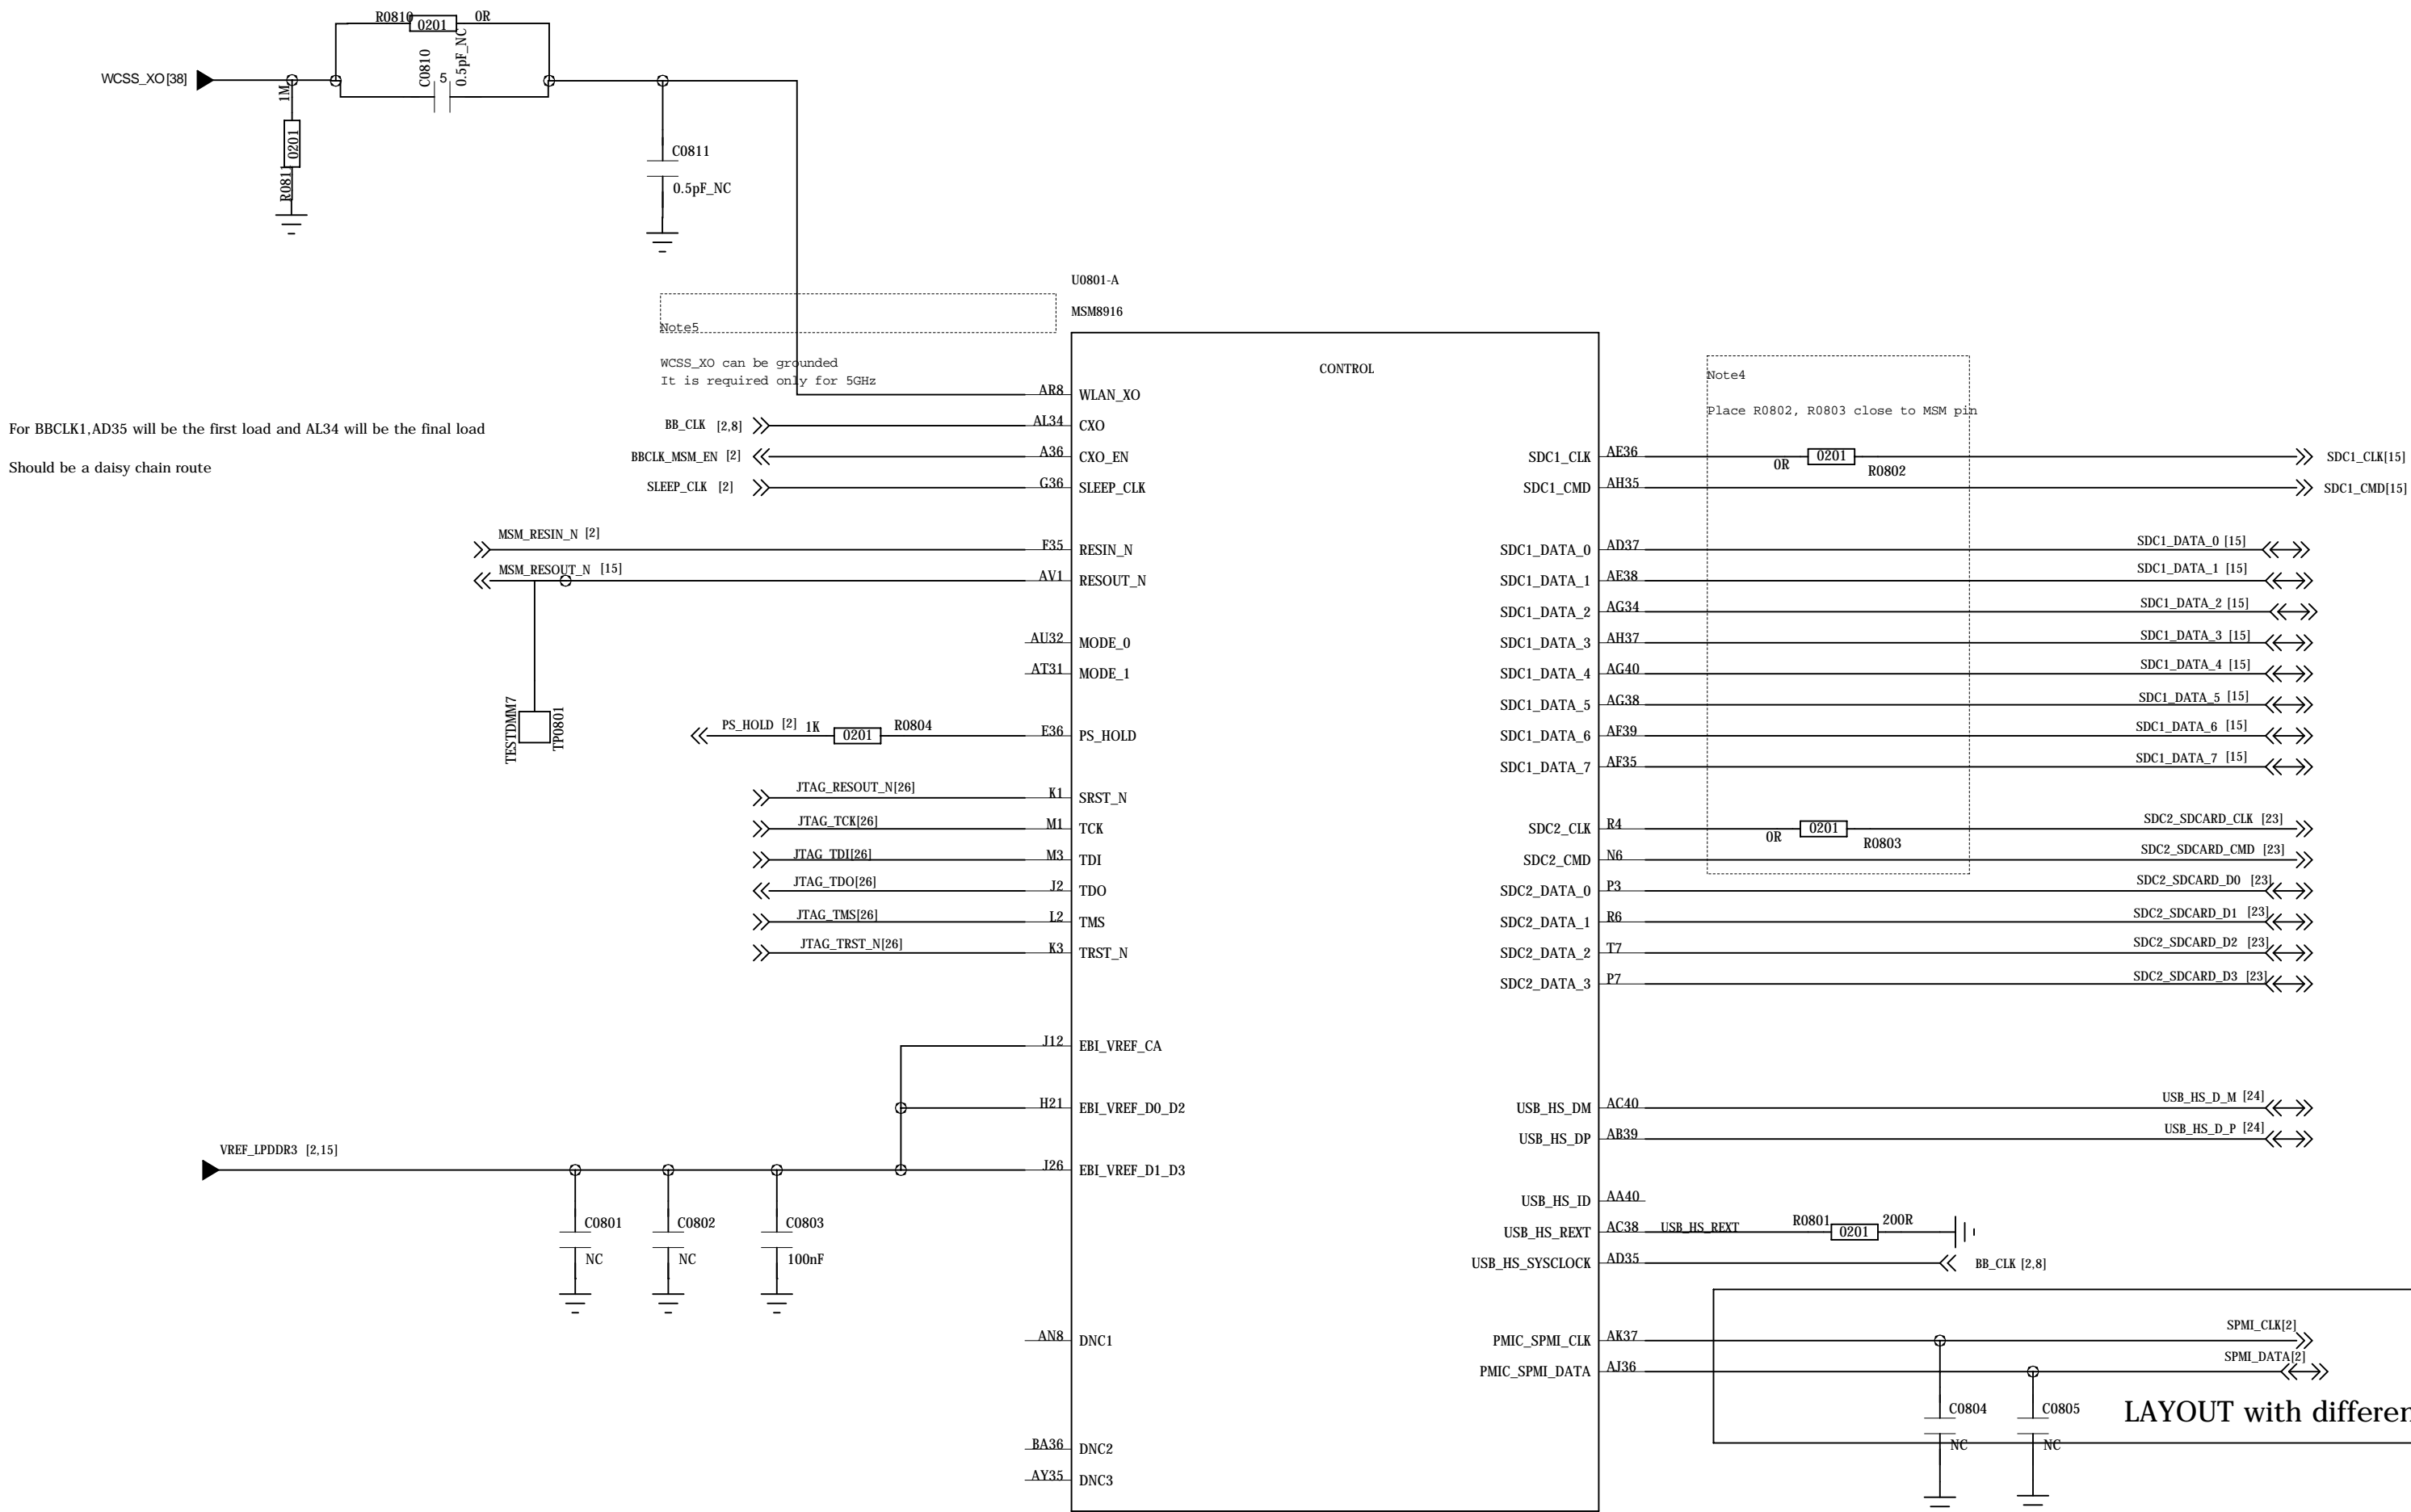 R0810 0201 0R
C0810 5 0.5pF_NC
WCSS_XO[38]
1M
0201
R0811
C0811
0.5pF_NC
U0801-A
MSM8916
Note5
WCSS_XO can be grounded
It is required only for 5GHz
CONTROL
For BBCLK1,AD35 will be the first load and AL34 will be the final load
Should be a daisy chain route
AR8 WLAN_XO
BB_CLK [2,8] AL34 CXO
BBCLK_MSM_EN [2] A36 CXO_EN
SLEEP_CLK [2] G36 SLEEP_CLK
MSM_RESIN_N [2] F35 RESIN_N
MSM_RESOUT_N [15] AV1 RESOUT_N
AU32 MODE_0
AT31 MODE_1
TESTDMM7
TP0801
PS_HOLD [2] 1K 0201 R0804 E36 PS_HOLD
JTAG_RESOUT_N[26] K1 SRST_N
JTAG_TCK[26] M1 TCK
JTAG_TDI[26] M3 TDI
JTAG_TDO[26] J2 TDO
JTAG_TMS[26] L2 TMS
JTAG_TRST_N[26] K3 TRST_N
J12 EBI_VREF_CA
H21 EBI_VREF_D0_D2
VREF_LPDDR3 [2,15] J26 EBI_VREF_D1_D3
C0801
NC
C0802
NC
C0803
100nF
AN8 DNC1
BA36 DNC2
AY35 DNC3
Note4
Place R0802, R0803 close to MSM pin
SDC1_CLK AE36 0R 0201 R0802 SDC1_CLK[15]
SDC1_CMD AH35 SDC1_CMD[15]
SDC1_DATA_0 AD37 SDC1_DATA_0 [15]
SDC1_DATA_1 AE38 SDC1_DATA_1 [15]
SDC1_DATA_2 AG34 SDC1_DATA_2 [15]
SDC1_DATA_3 AH37 SDC1_DATA_3 [15]
SDC1_DATA_4 AG40 SDC1_DATA_4 [15]
SDC1_DATA_5 AG38 SDC1_DATA_5 [15]
SDC1_DATA_6 AF39 SDC1_DATA_6 [15]
SDC1_DATA_7 AF35 SDC1_DATA_7 [15]
SDC2_CLK R4 0R 0201 R0803 SDC2_SDCARD_CLK [23]
SDC2_CMD N6 SDC2_SDCARD_CMD [23]
SDC2_DATA_0 P3 SDC2_SDCARD_D0 [23]
SDC2_DATA_1 R6 SDC2_SDCARD_D1 [23]
SDC2_DATA_2 T7 SDC2_SDCARD_D2 [23]
SDC2_DATA_3 P7 SDC2_SDCARD_D3 [23]
USB_HS_DM AC40 USB_HS_D_M [24]
USB_HS_DP AB39 USB_HS_D_P [24]
USB_HS_ID AA40
USB_HS_REXT AC38 USB_HS_REXT R0801 0201 200R
USB_HS_SYSCLOCK AD35 BB_CLK [2,8]
PMIC_SPMI_CLK AK37 SPMI_CLK[2]
PMIC_SPMI_DATA AJ36 SPMI_DATA[2]
C0804
NC
C0805
NC
LAYOUT with differen